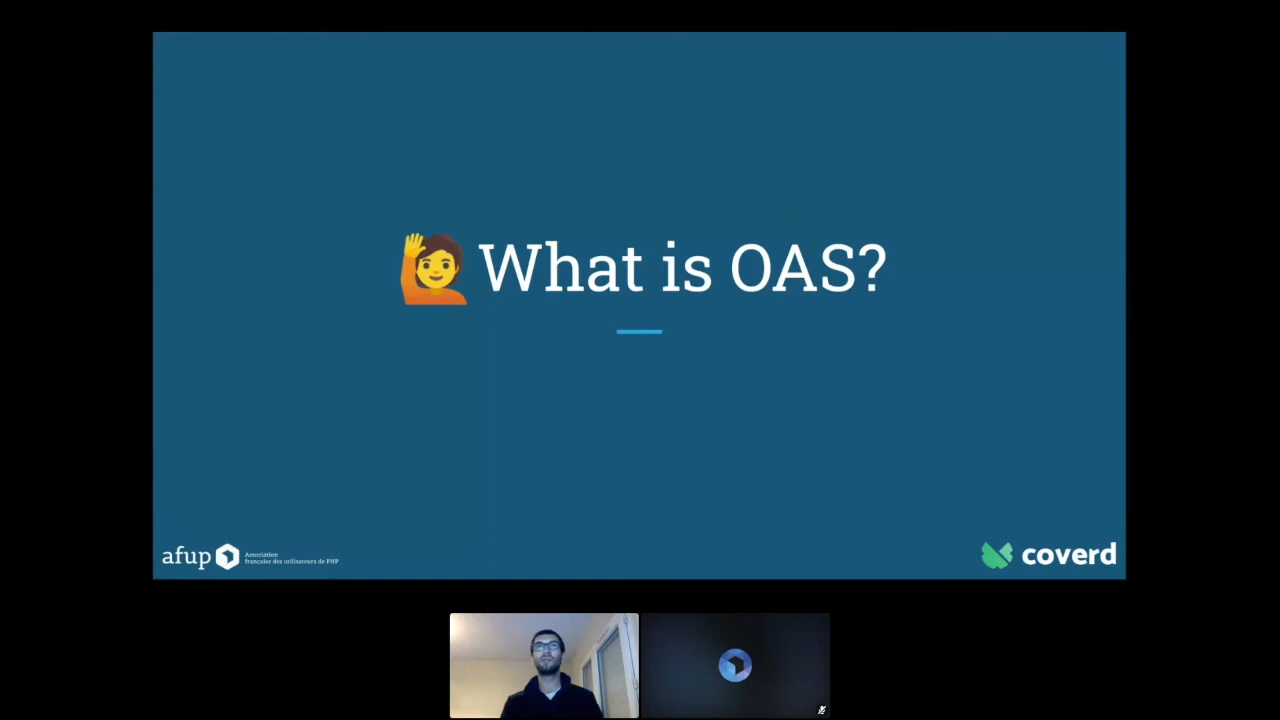 What is OAS?
afup
Association
française des utilisateurs de PHP
coverd